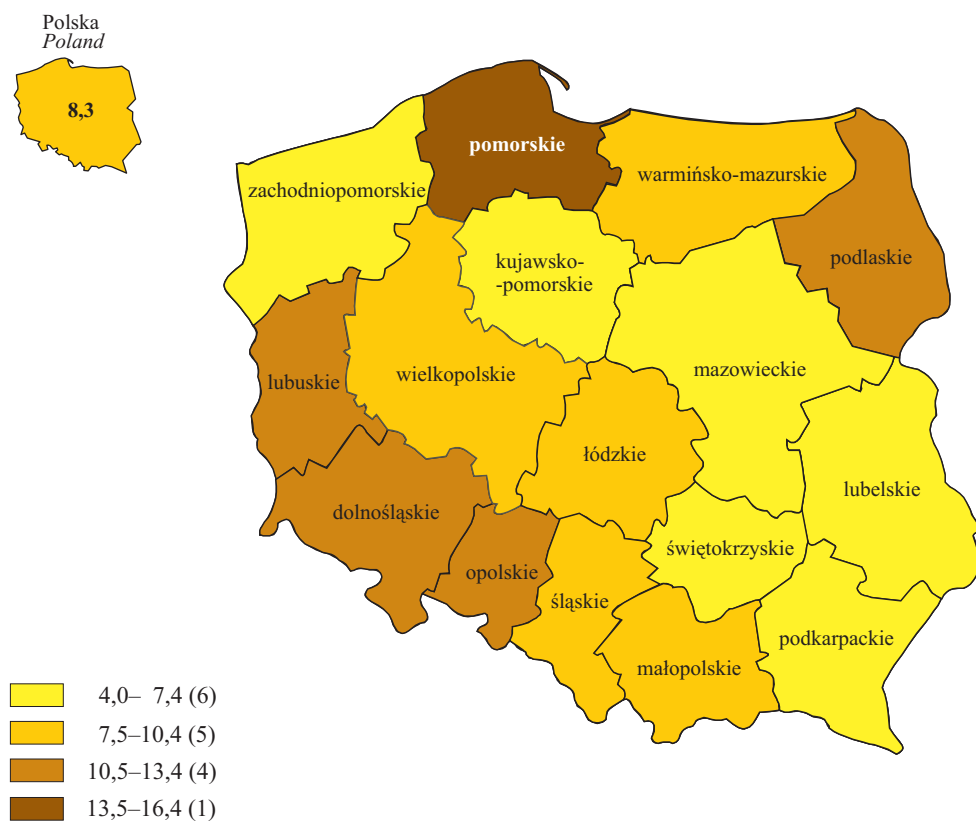 Polska
Poland
8,3
pomorskie
warmińsko-mazurskie
zachodniopomorskie
podlaskie
kujawsko-
-pomorskie
mazowieckie
wielkopolskie
lubuskie
łódzkie
lubelskie
dolnośląskie
świętokrzyskie
opolskie
śląskie
podkarpackie
małopolskie
4,0– 7,4 (6)
7,5–10,4 (5)
10,5–13,4 (4)
13,5–16,4 (1)